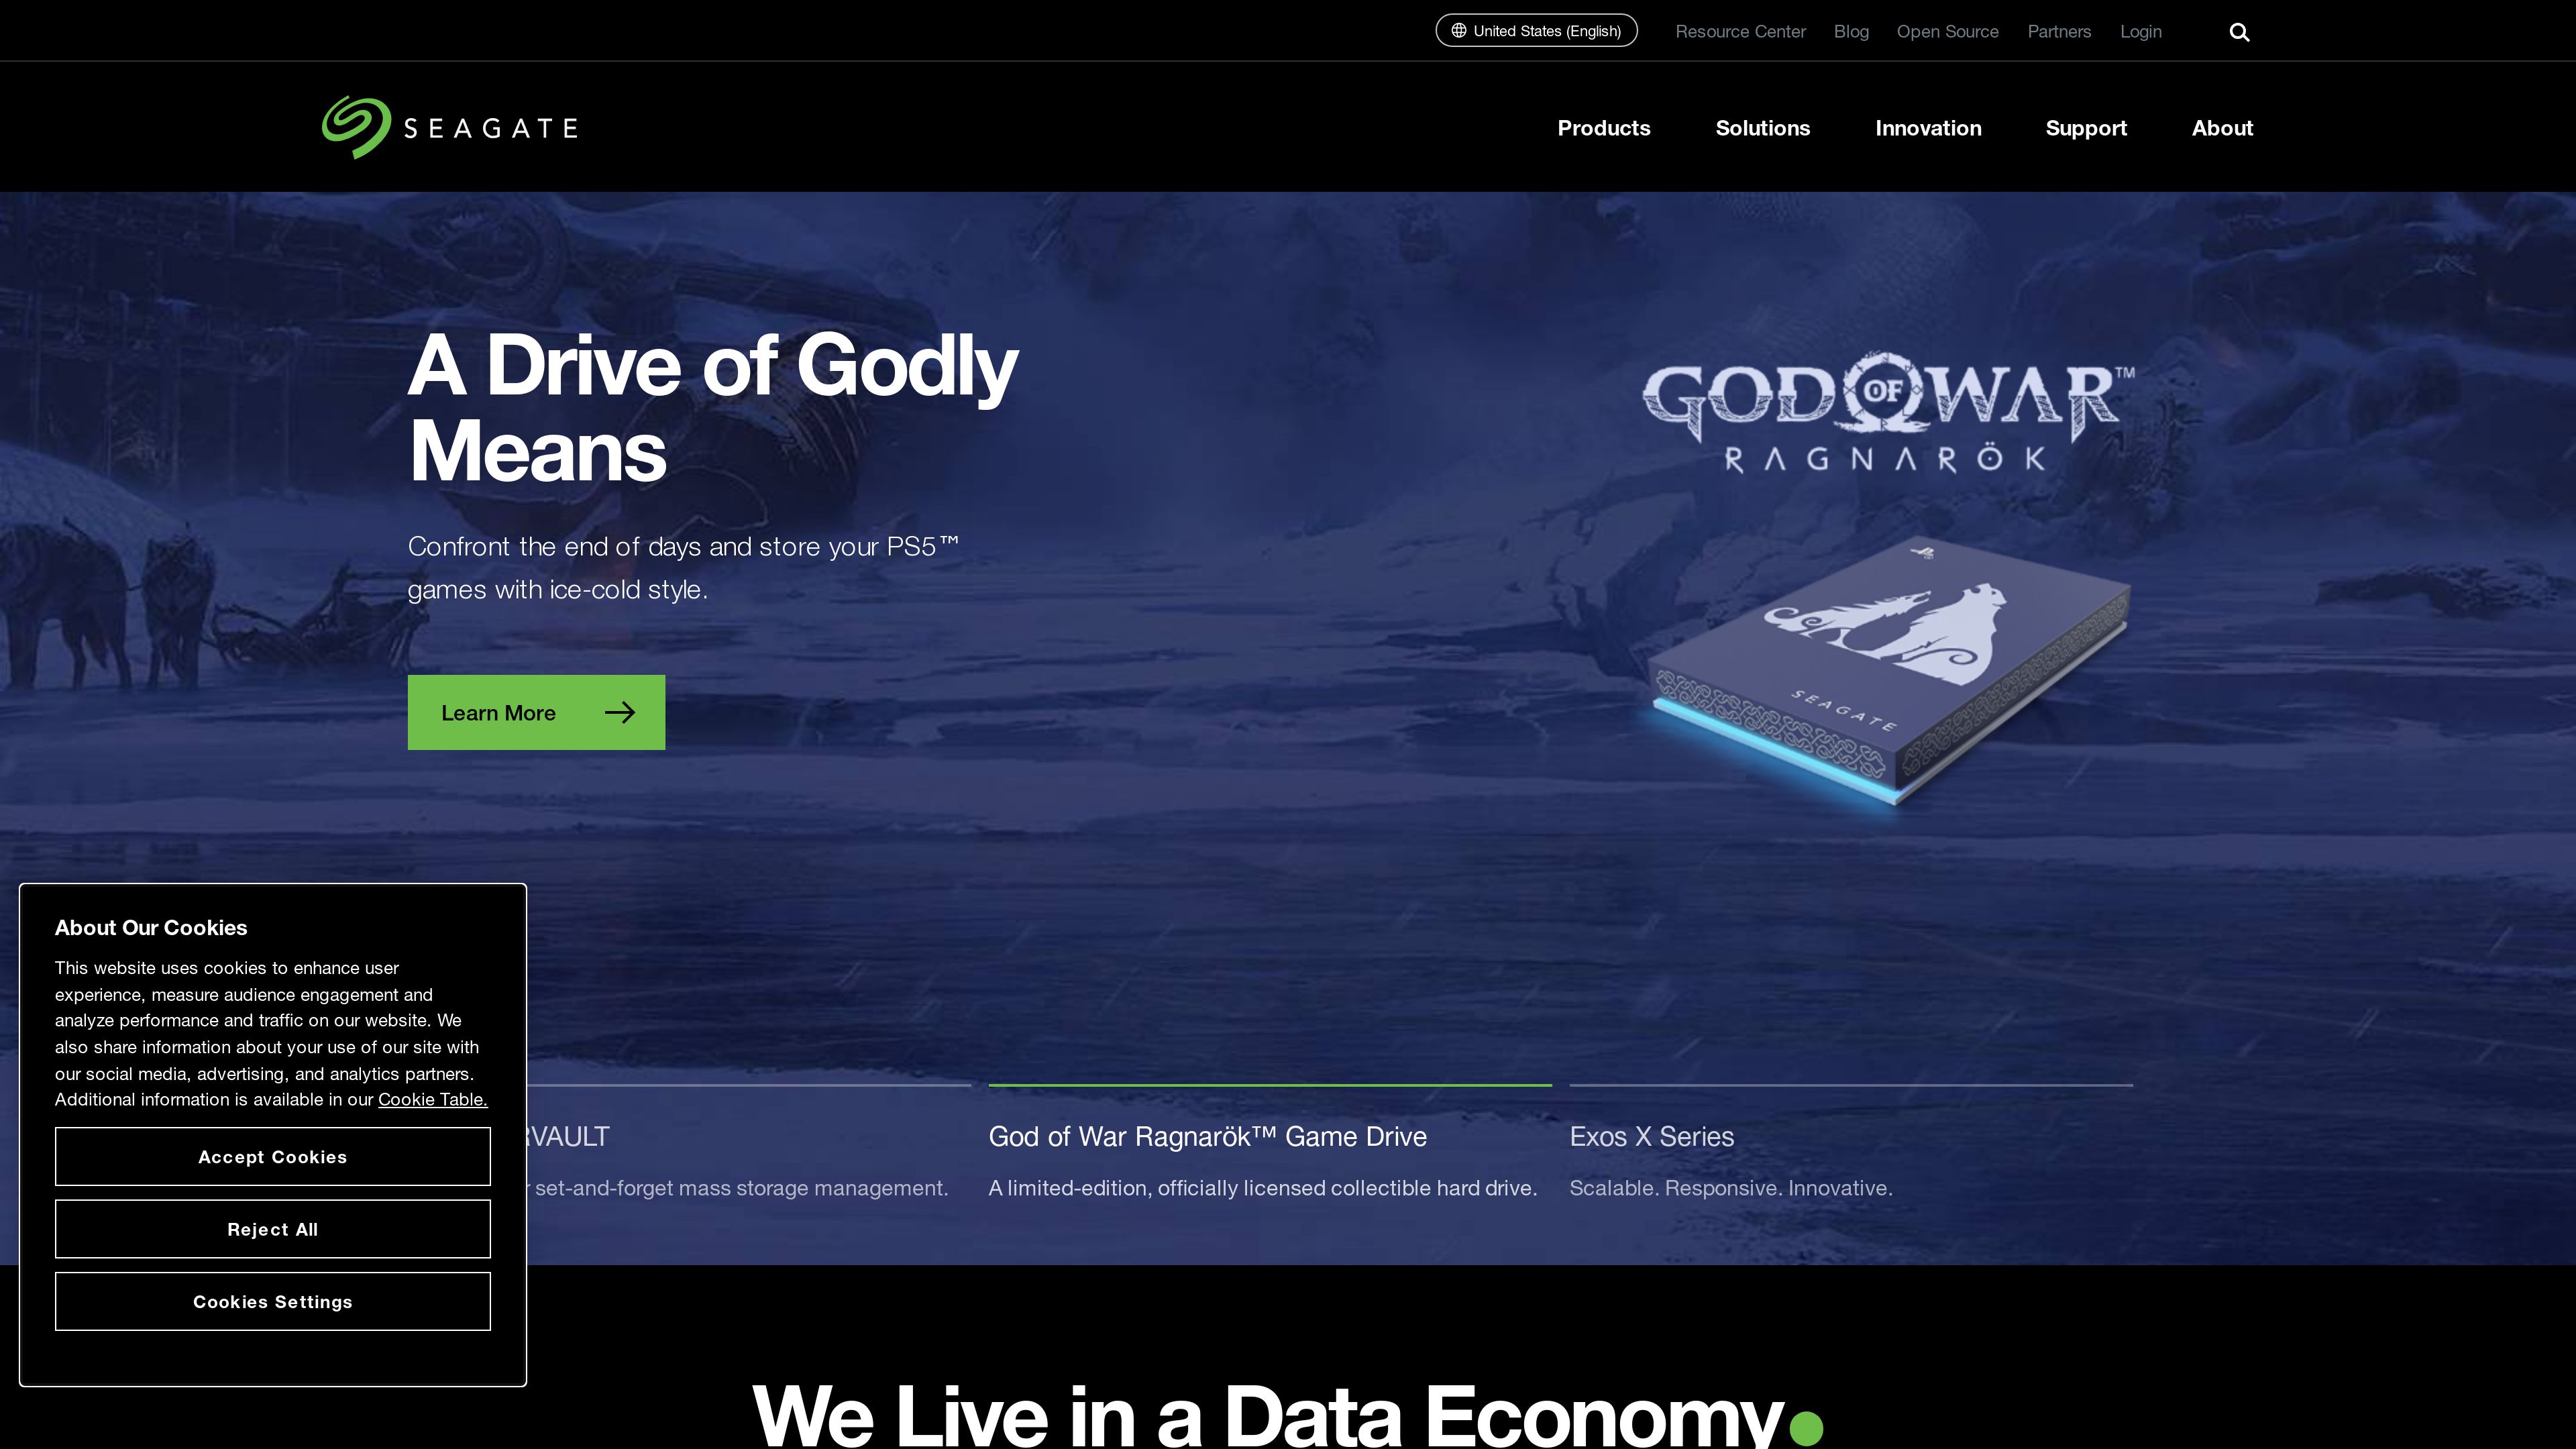 United States (English) Resource Center Blog Open Source Partners Login
SEAGATE
Products Solutions Innovation Support About
A Drive of Godly
Means
Confront the end of days and store your PS5™
games with ice-cold style.
Learn More
GOD OF WAR™
RAGNARÖK
SEAGATE
About Our Cookies
This website uses cookies to enhance user
experience, measure audience engagement and
analyze performance and traffic on our website. We
also share information about your use of our site with
our social media, advertising, and analytics partners.
Additional information is available in our Cookie Table.
Accept Cookies
Reject All
Cookies Settings
RVAULT
set-and-forget mass storage management.
God of War Ragnarök™ Game Drive
A limited-edition, officially licensed collectible hard drive.
Exos X Series
Scalable. Responsive. Innovative.
We Live in a Data Economy.